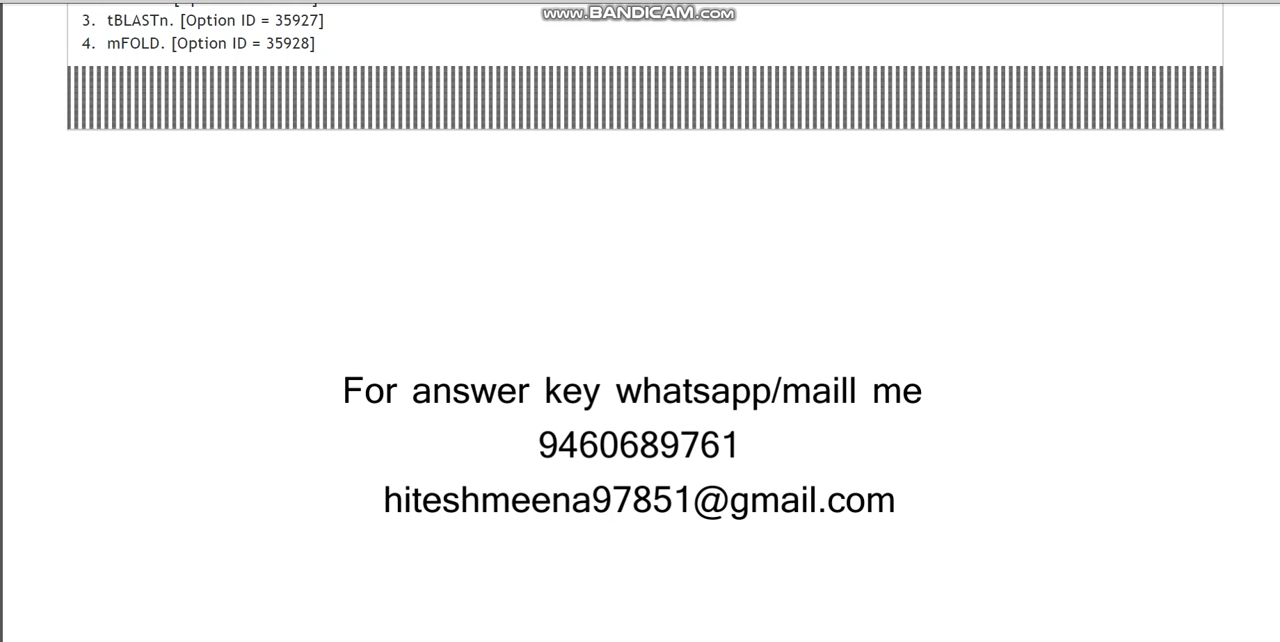 www.BANDICAM.com
3. tBLASTn. [Option ID = 35927]
4. mFOLD. [Option ID = 35928]
For answer key whatsapp/maill me
9460689761
hiteshmeena97851@gmail.com